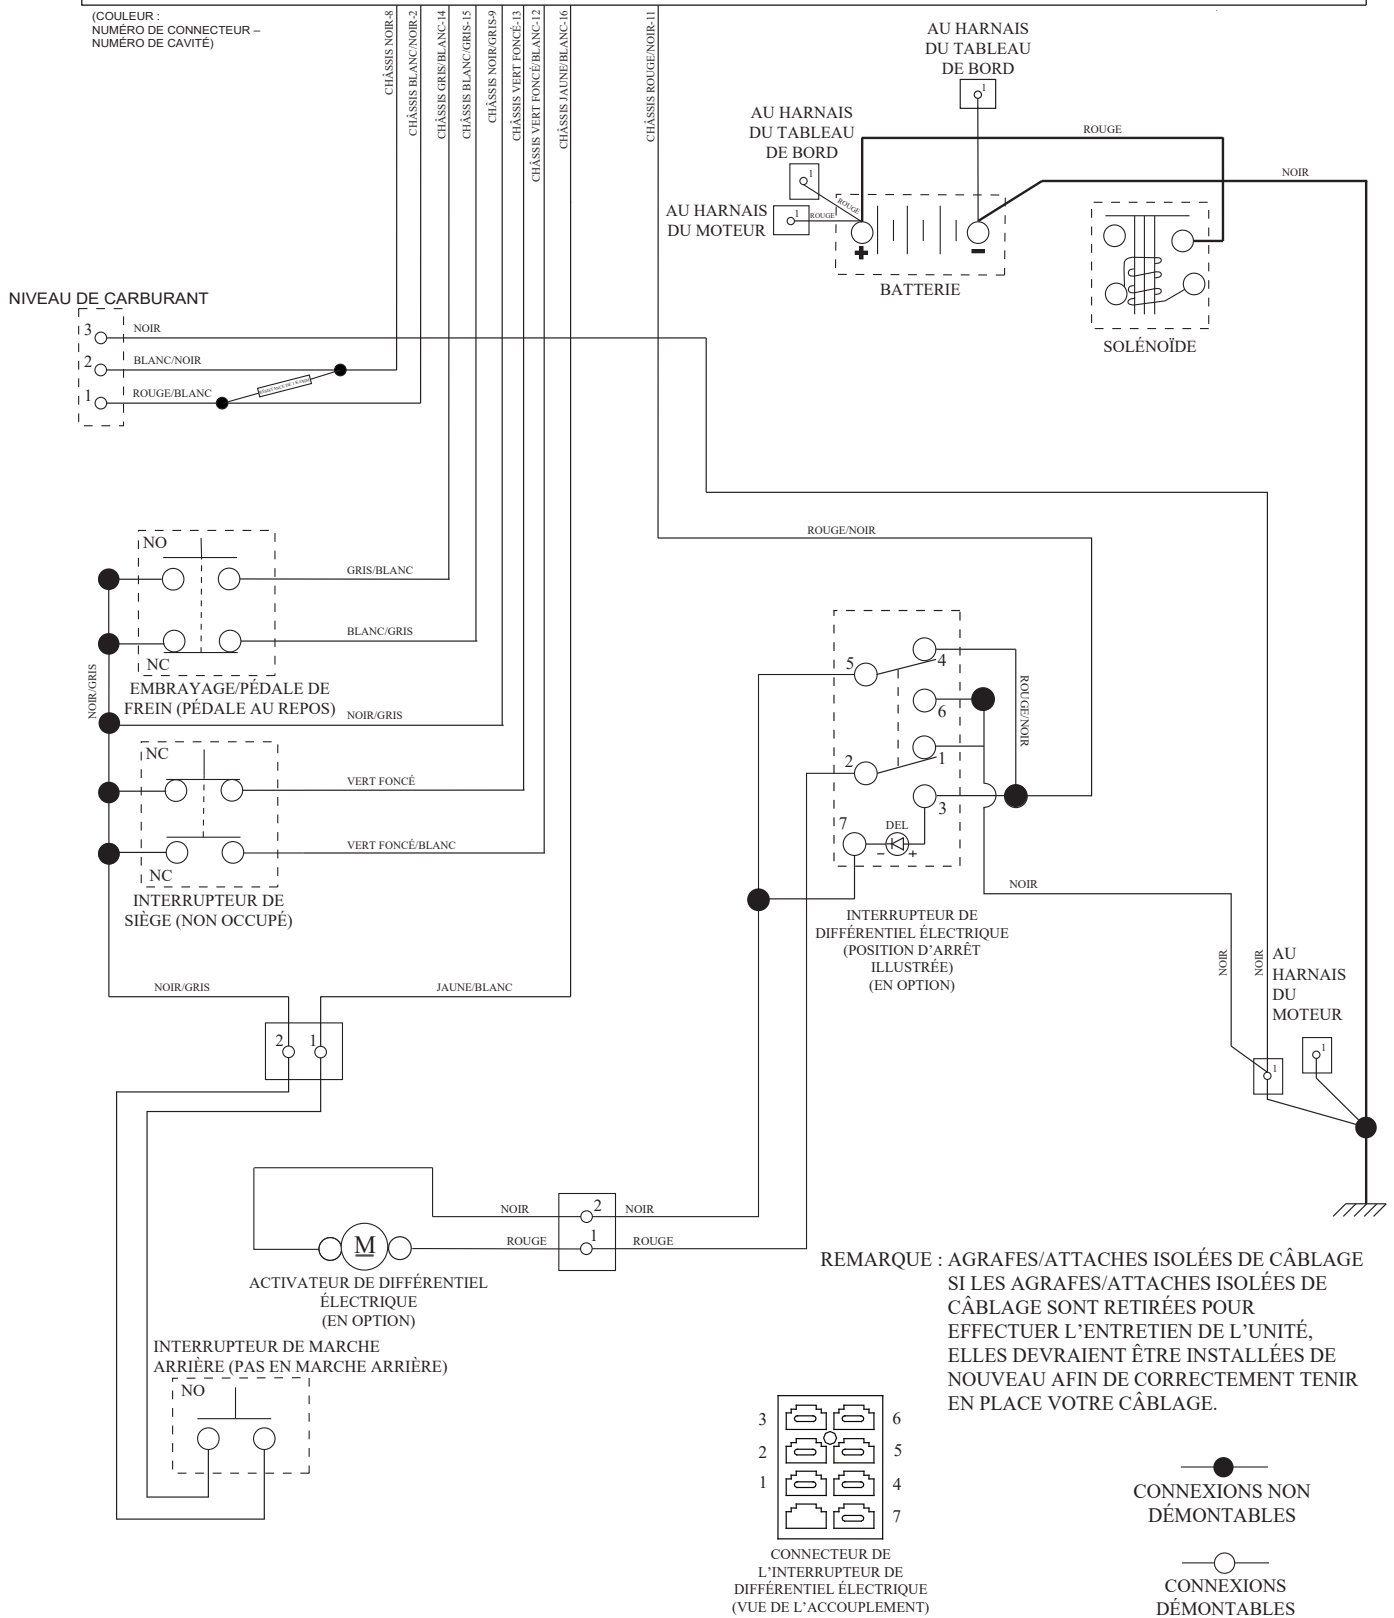 (COULEUR :
NUMÉRO DE CONNECTEUR –
NUMÉRO DE CAVITÉ)
CHÂSSIS NOIR-8
CHÂSSIS BLANC/NOIR-2
CHÂSSIS GRIS/BLANC-14
CHÂSSIS BLANC/GRIS-15
CHÂSSIS NOIR/GRIS-9
CHÂSSIS VERT FONCÉ-13
CHÂSSIS VERT FONCÉ/BLANC-12
CHÂSSIS JAUNE/BLANC-16
CHÂSSIS ROUGE/NOIR-11
AU HARNAIS
DU TABLEAU
DE BORD
1
AU HARNAIS
DU TABLEAU
DE BORD
1
ROUGE
AU HARNAIS
DU MOTEUR
1
ROUGE
ROUGE
NOIR
+
–
BATTERIE
SOLÉNOÏDE
NIVEAU DE CARBURANT
3
NOIR
2
BLANC/NOIR
1
ROUGE/BLANC
ROUGE/NOIR
NO
GRIS/BLANC
BLANC/GRIS
NC
NOIR/GRIS
EMBRAYAGE/PÉDALE DE
FREIN (PÉDALE AU REPOS)
NOIR/GRIS
NC
VERT FONCÉ
VERT FONCÉ/BLANC
NC
INTERRUPTEUR DE
SIÈGE (NON OCCUPÉ)
5
4
6
ROUGE/NOIR
2
1
3
7
DEL
–
+
NOIR
INTERRUPTEUR DE
DIFFÉRENTIEL ÉLECTRIQUE
(POSITION D’ARRÊT
ILLUSTRÉE)
(EN OPTION)
NOIR
NOIR
AU
HARNAIS
DU
MOTEUR
1
1
NOIR/GRIS
JAUNE/BLANC
2
1
NOIR
2
NOIR
ROUGE
1
ROUGE
M
ACTIVATEUR DE DIFFÉRENTIEL
ÉLECTRIQUE
(EN OPTION)
INTERRUPTEUR DE MARCHE
ARRIÈRE (PAS EN MARCHE ARRIÈRE)
NO
REMARQUE : AGRAFES/ATTACHES ISOLÉES DE CÂBLAGE
SI LES AGRAFES/ATTACHES ISOLÉES DE
CÂBLAGE SONT RETIRÉES POUR
EFFECTUER L’ENTRETIEN DE L’UNITÉ,
ELLES DEVRAIENT ÊTRE INSTALLÉES DE
NOUVEAU AFIN DE CORRECTEMENT TENIR
EN PLACE VOTRE CÂBLAGE.
3
6
2
5
1
4
7
CONNECTEUR DE
L’INTERRUPTEUR DE
DIFFÉRENTIEL ÉLECTRIQUE
(VUE DE L’ACCOUPLEMENT)
CONNEXIONS NON
DÉMONTABLES
CONNEXIONS
DÉMONTABLES